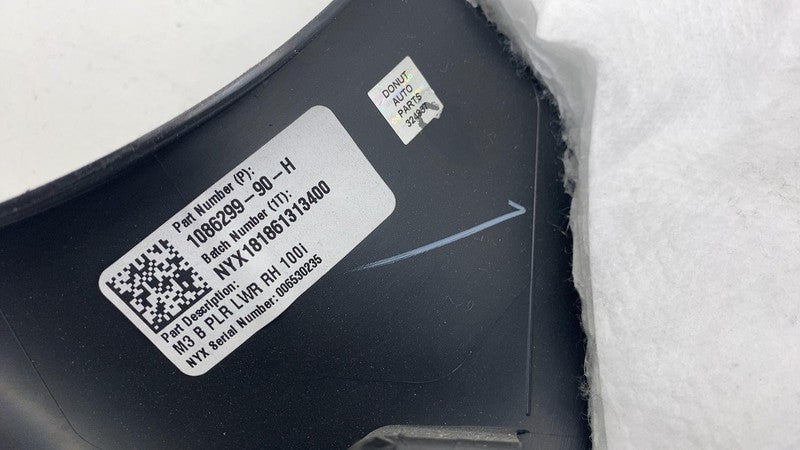 Part Number (P):
1086299-90-H
Batch Number (1T):
NYX181861313400
Part Description:
M3 B PLR LWR RH 100i
NYX Serial Number: 006530235
DONUT
AUTO
PARTS